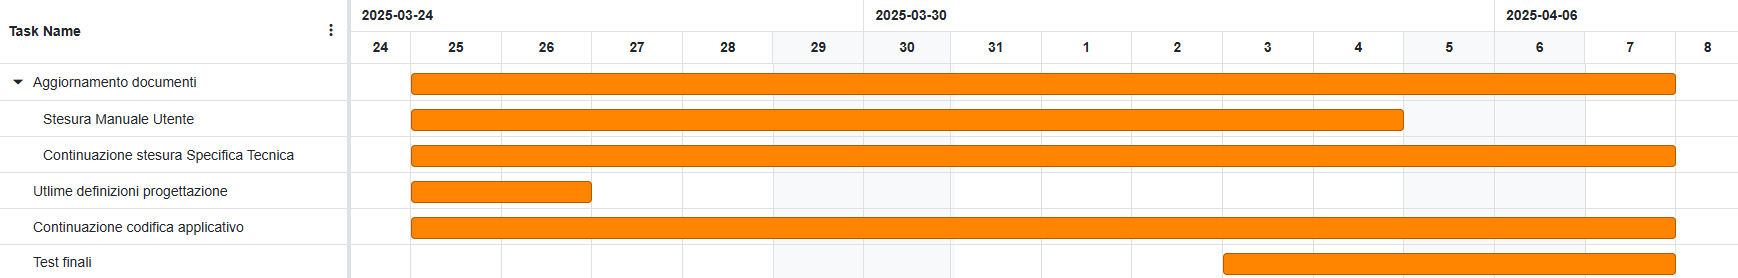 Task Name
2025-03-24 2025-03-30 2025-04-06
24 25 26 27 28 29 30 31 1 2 3 4 5 6 7 8
Aggiornamento documenti
Stesura Manuale Utente
Continuazione stesura Specifica Tecnica
Utlime definizioni progettazione
Continuazione codifica applicativo
Test finali